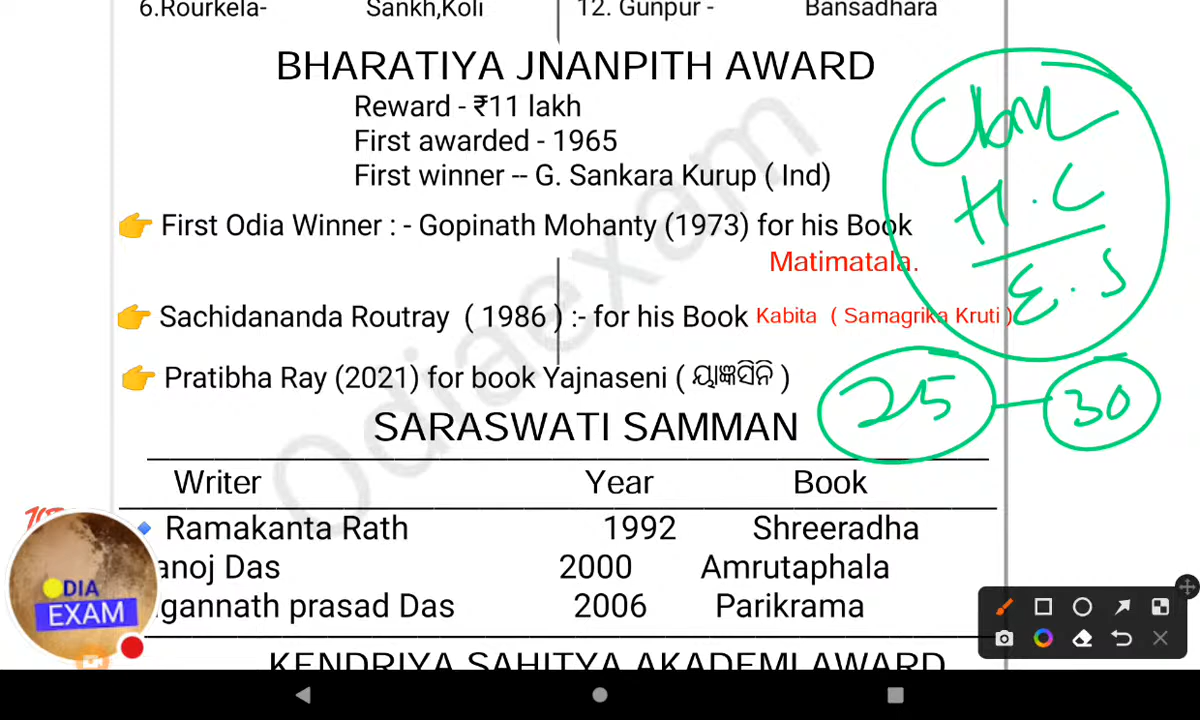 6.Rourkela- Sankh,Koli 12. Gunpur - Bansadhara
BHARATIYA JNANPITH AWARD
Reward - ₹11 lakh
First awarded - 1965
First winner -- G. Sankara Kurup ( Ind)
👉 First Odia Winner : - Gopinath Mohanty (1973) for his Book
Matimatala.
👉 Sachidananda Routray ( 1986 ) :- for his Book Kabita ( Samagrika Kruti )
👉 Pratibha Ray (2021) for book Yajnaseni ( ୟାଜ୍ଞସିନି )
SARASWATI SAMMAN
Writer Year Book
Ramakanta Rath 1992 Shreeradha
anoj Das 2000 Amrutaphala
gannath prasad Das 2006 Parikrama
KENDRIYA SAHITYA AKADEMI AWARD
H.C
E.S
25 - 30
ODIA
EXAM
Odiaexam